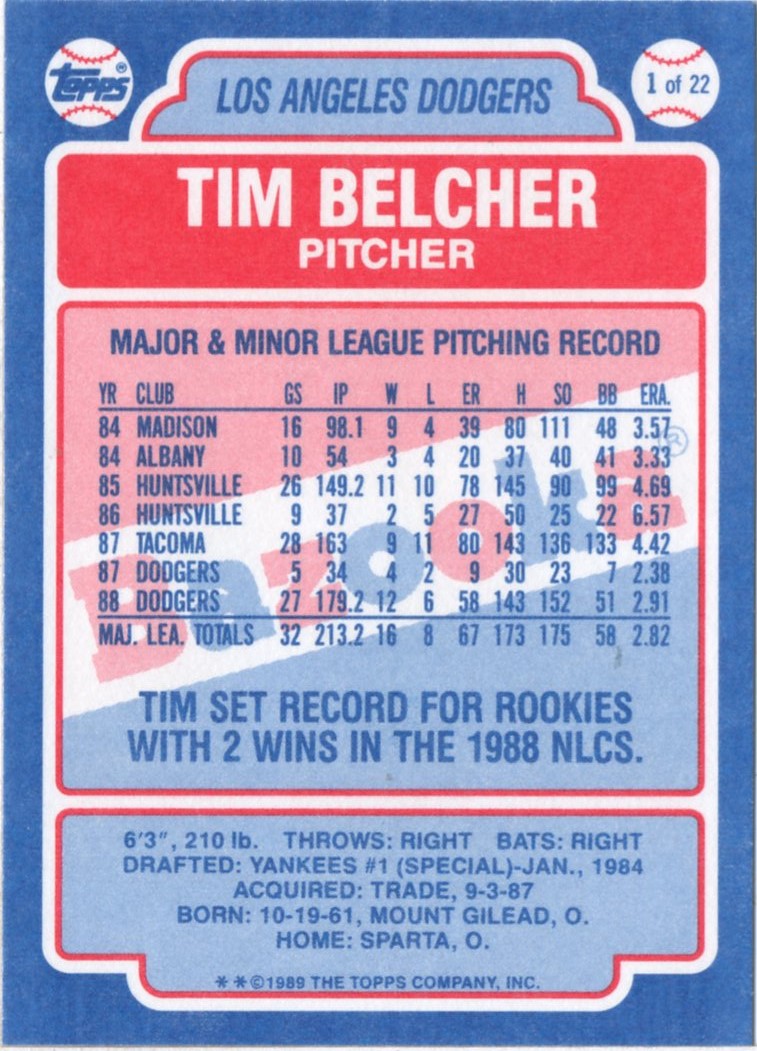 Topps®
LOS ANGELES DODGERS
1 of 22
TIM BELCHER
PITCHER
MAJOR & MINOR LEAGUE PITCHING RECORD
YR CLUB GS IP W L ER H SO BB ERA.
84 MADISON 16 98.1 9 4 39 80 111 48 3.57
84 ALBANY 10 54 3 4 20 37 40 41 3.33
85 HUNTSVILLE 26 149.2 11 10 78 145 90 99 4.69
86 HUNTSVILLE 9 37 2 5 27 50 25 22 6.57
87 TACOMA 28 163 9 11 80 143 136 133 4.42
87 DODGERS 5 34 4 2 9 30 23 7 2.38
88 DODGERS 27 179.2 12 6 58 143 152 51 2.91
MAJ. LEA. TOTALS 32 213.2 16 8 67 173 175 58 2.82
Bazooka®
TIM SET RECORD FOR ROOKIES
WITH 2 WINS IN THE 1988 NLCS.
6'3", 210 lb. THROWS: RIGHT BATS: RIGHT
DRAFTED: YANKEES #1 (SPECIAL)-JAN., 1984
ACQUIRED: TRADE, 9-3-87
BORN: 10-19-61, MOUNT GILEAD, O.
HOME: SPARTA, O.
**©1989 THE TOPPS COMPANY, INC.